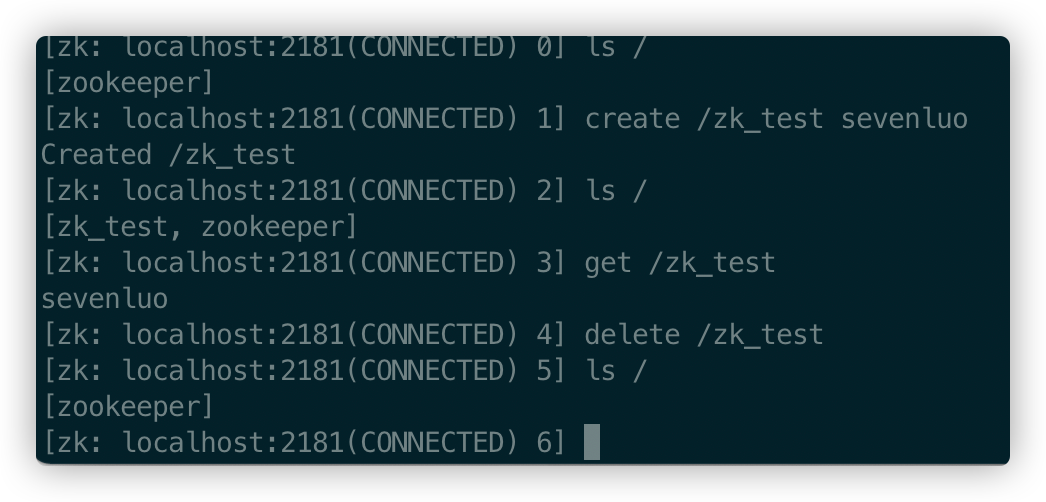 [zk: localhost:2181(CONNECTED) 0] ls /
[zookeeper]
[zk: localhost:2181(CONNECTED) 1] create /zk_test sevenluo
Created /zk_test
[zk: localhost:2181(CONNECTED) 2] ls /
[zk_test, zookeeper]
[zk: localhost:2181(CONNECTED) 3] get /zk_test
sevenluo
[zk: localhost:2181(CONNECTED) 4] delete /zk_test
[zk: localhost:2181(CONNECTED) 5] ls /
[zookeeper]
[zk: localhost:2181(CONNECTED) 6]